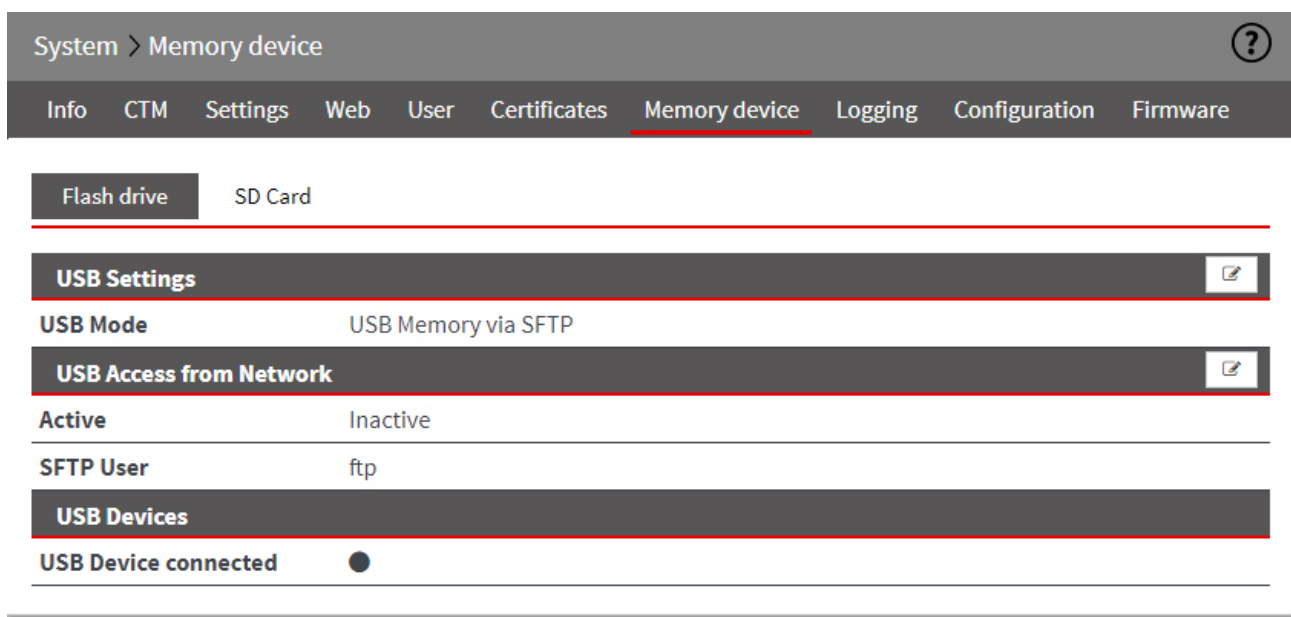 System > Memory device ?
Info CTM Settings Web User Certificates Memory device Logging Configuration Firmware
Flash drive SD Card
USB Settings
USB Mode USB Memory via SFTP
USB Access from Network
Active Inactive
SFTP User ftp
USB Devices
USB Device connected